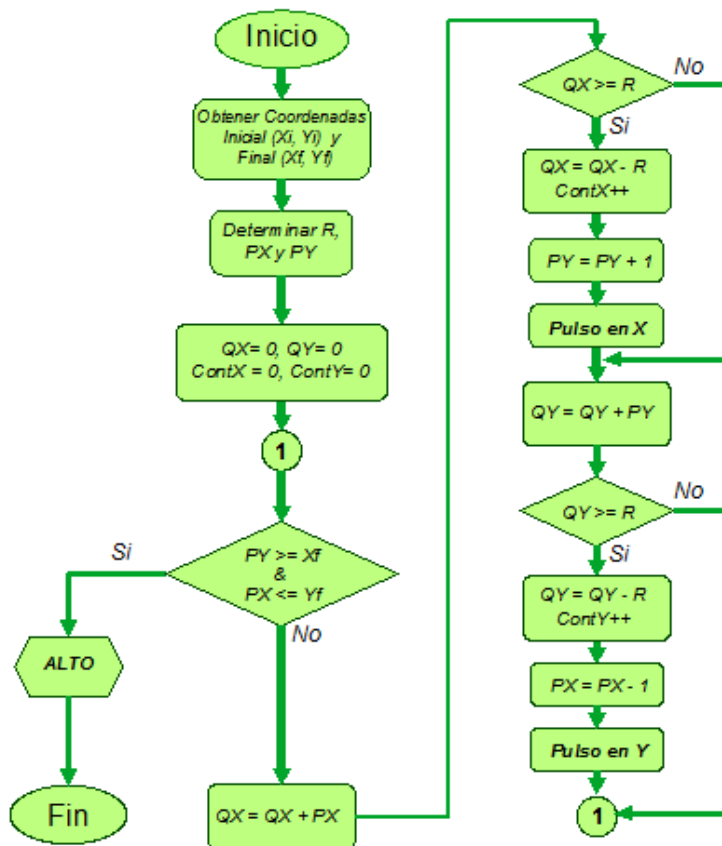 Inicio
Obtener Coordenadas
Inicial (Xi, Yi) y
Final (Xf, Yf)
Determinar R,
PX y PY
QX= 0, QY= 0
ContX = 0, ContY= 0
1
PY >= Xf
&
PX <= Yf
Si
No
ALTO
Fin
QX = QX + PX
QX >= R
No
Si
QX = QX - R
ContX++
PY = PY + 1
Pulso en X
QY = QY + PY
QY >= R
No
Si
QY = QY - R
ContY++
PX = PX - 1
Pulso en Y
1